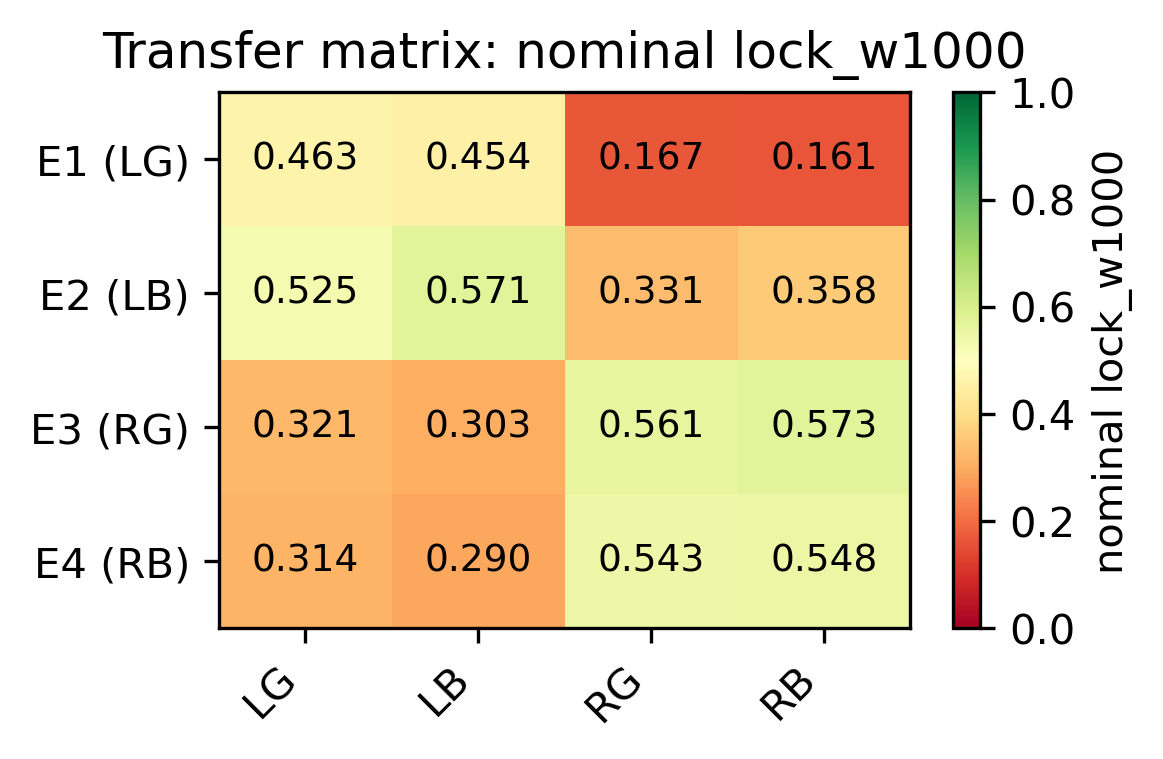 Transfer matrix: nominal lock_w1000
E1 (LG) 0.463 0.454 0.167 0.161
E2 (LB) 0.525 0.571 0.331 0.358
E3 (RG) 0.321 0.303 0.561 0.573
E4 (RB) 0.314 0.290 0.543 0.548
LG LB RG RB
1.0
0.8
0.6
0.4
0.2
0.0
nominal lock_w1000